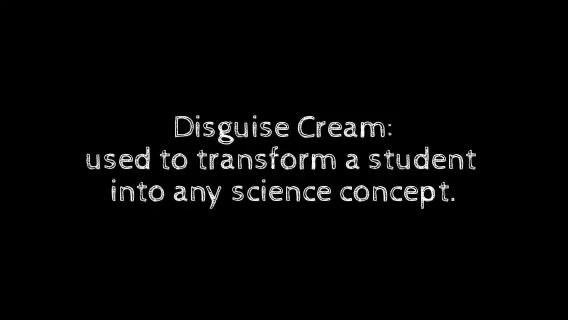 Disguise Cream:
used to transform a student
into any science concept.